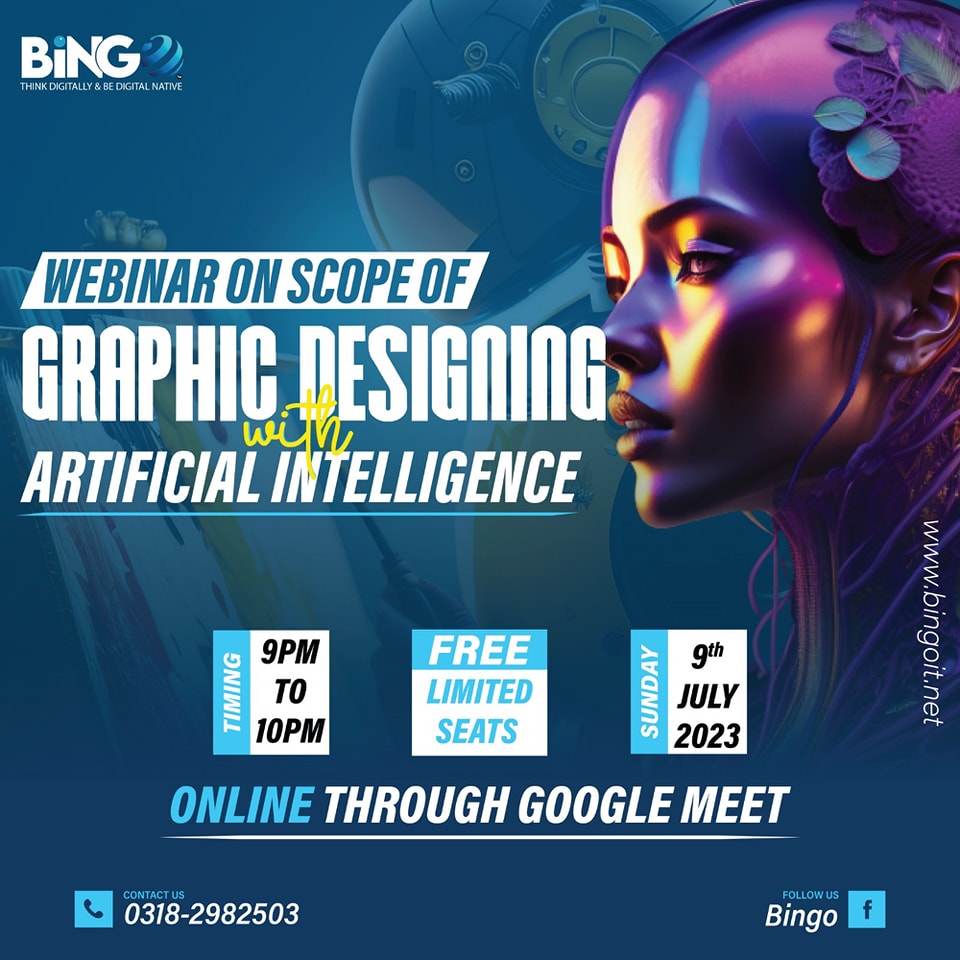 BiNGO
THINK DIGITALLY & BE DIGITAL NATIVE
WEBINAR ON SCOPE OF
GRAPHIC DESIGNING
with
ARTIFICIAL INTELLIGENCE
www.bingoit.net
TIMING
9PM
TO
10PM
FREE
LIMITED
SEATS
SUNDAY
9th
JULY
2023
ONLINE THROUGH GOOGLE MEET
CONTACT US
0318-2982503
FOLLOW US
Bingo
f